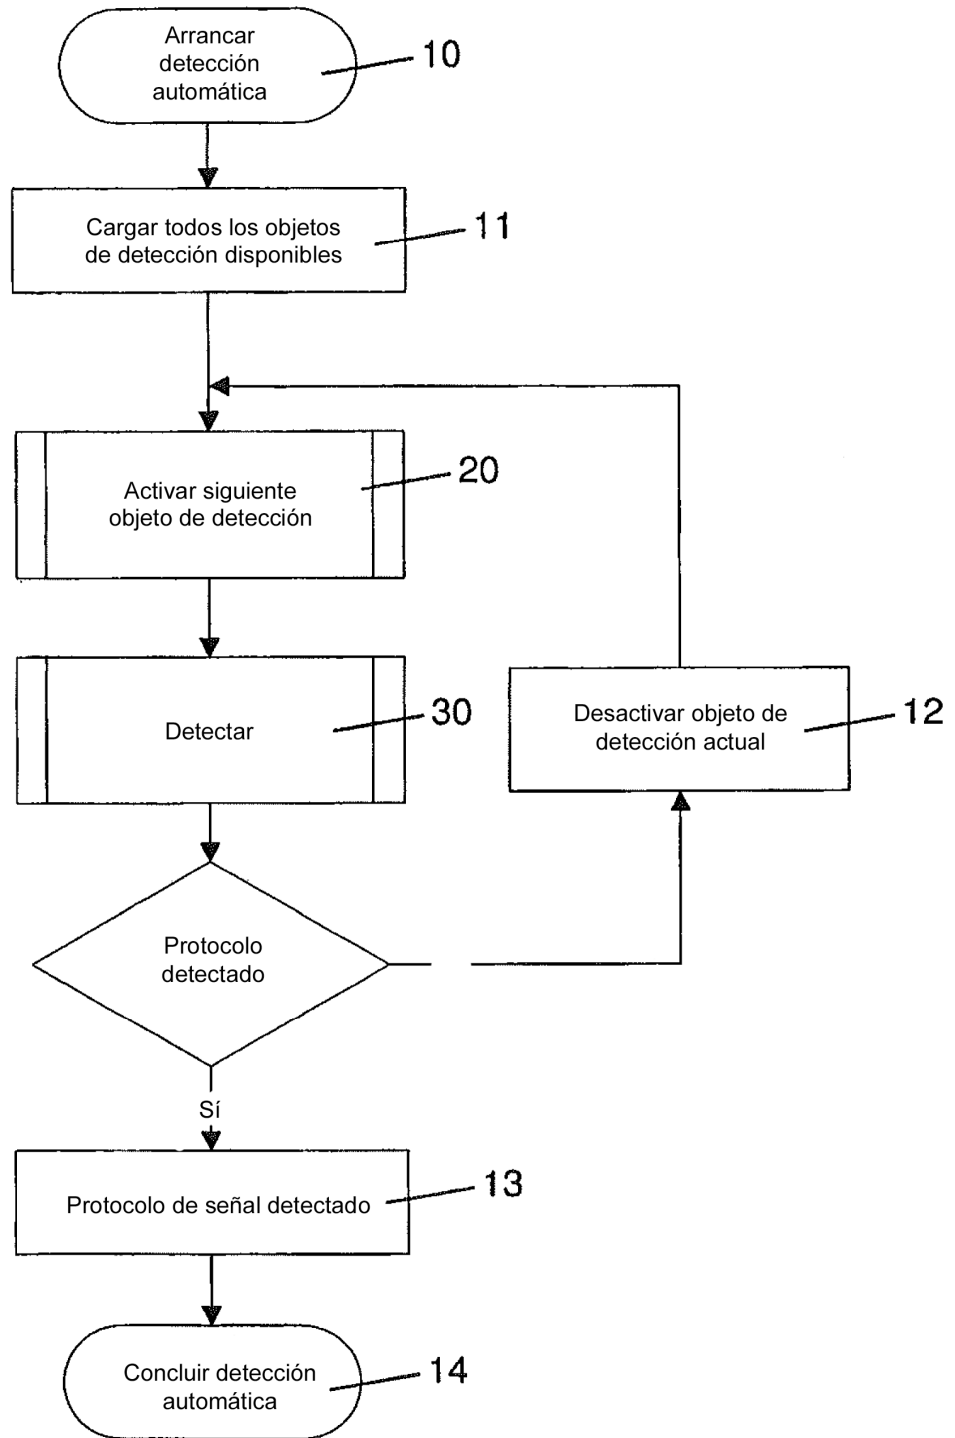 Arrancar
detección
automática
10
Cargar todos los objetos
de detección disponibles
11
Activar siguiente
objeto de detección
20
Detectar
30
Desactivar objeto de
detección actual
12
Protocolo
detectado
Sí
Protocolo de señal detectado
13
Concluir detección
automática
14